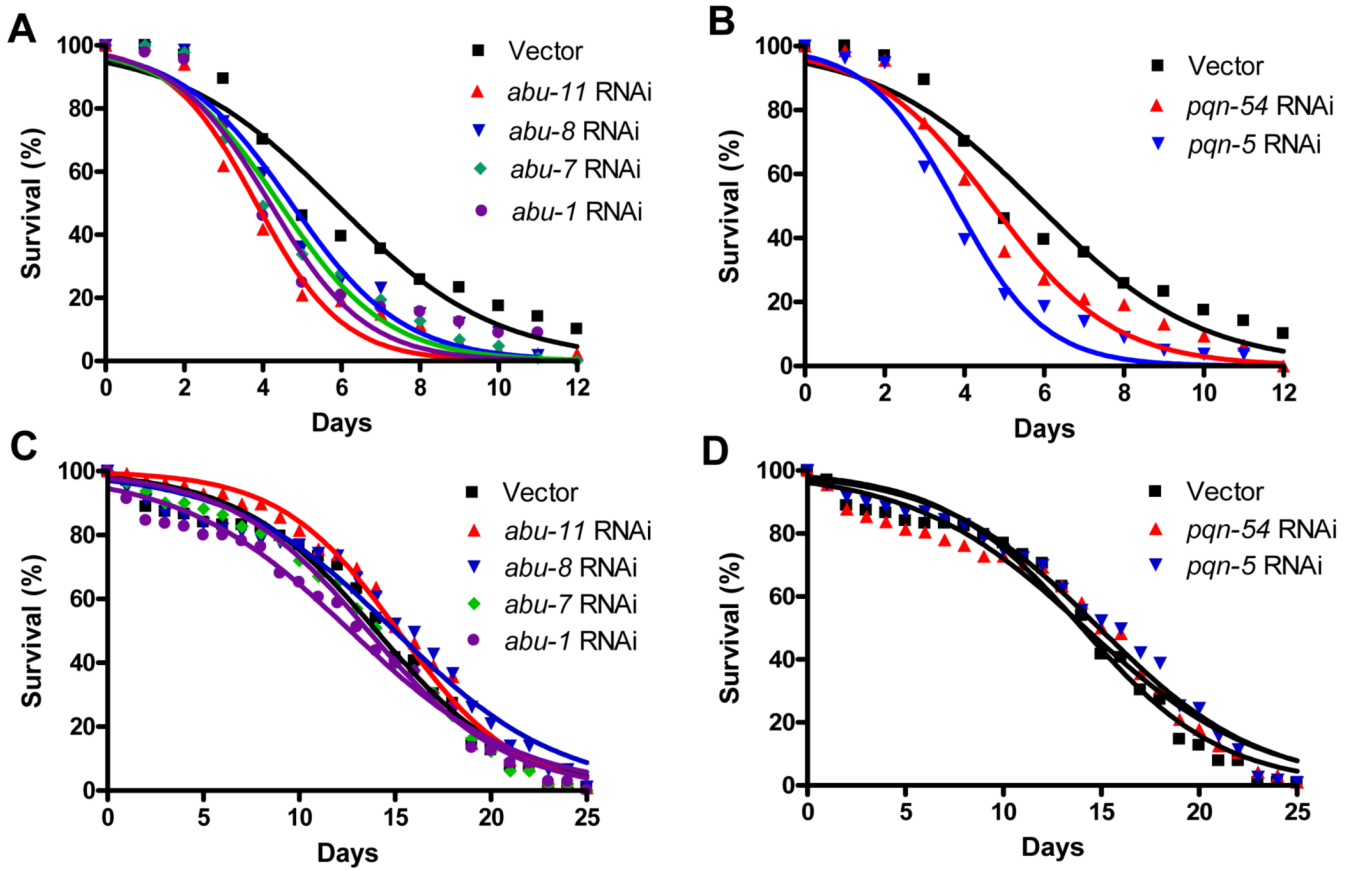 A
Survival (%)
100
80
60
40
20
0
0 2 4 6 8 10 12
Days
Vector
abu-11 RNAi
abu-8 RNAi
abu-7 RNAi
abu-1 RNAi
B
Survival (%)
100
80
60
40
20
0
0 2 4 6 8 10 12
Days
Vector
pqn-54 RNAi
pqn-5 RNAi
C
Survival (%)
100
80
60
40
20
0
0 5 10 15 20 25
Days
Vector
abu-11 RNAi
abu-8 RNAi
abu-7 RNAi
abu-1 RNAi
D
Survival (%)
100
80
60
40
20
0
0 5 10 15 20 25
Days
Vector
pqn-54 RNAi
pqn-5 RNAi